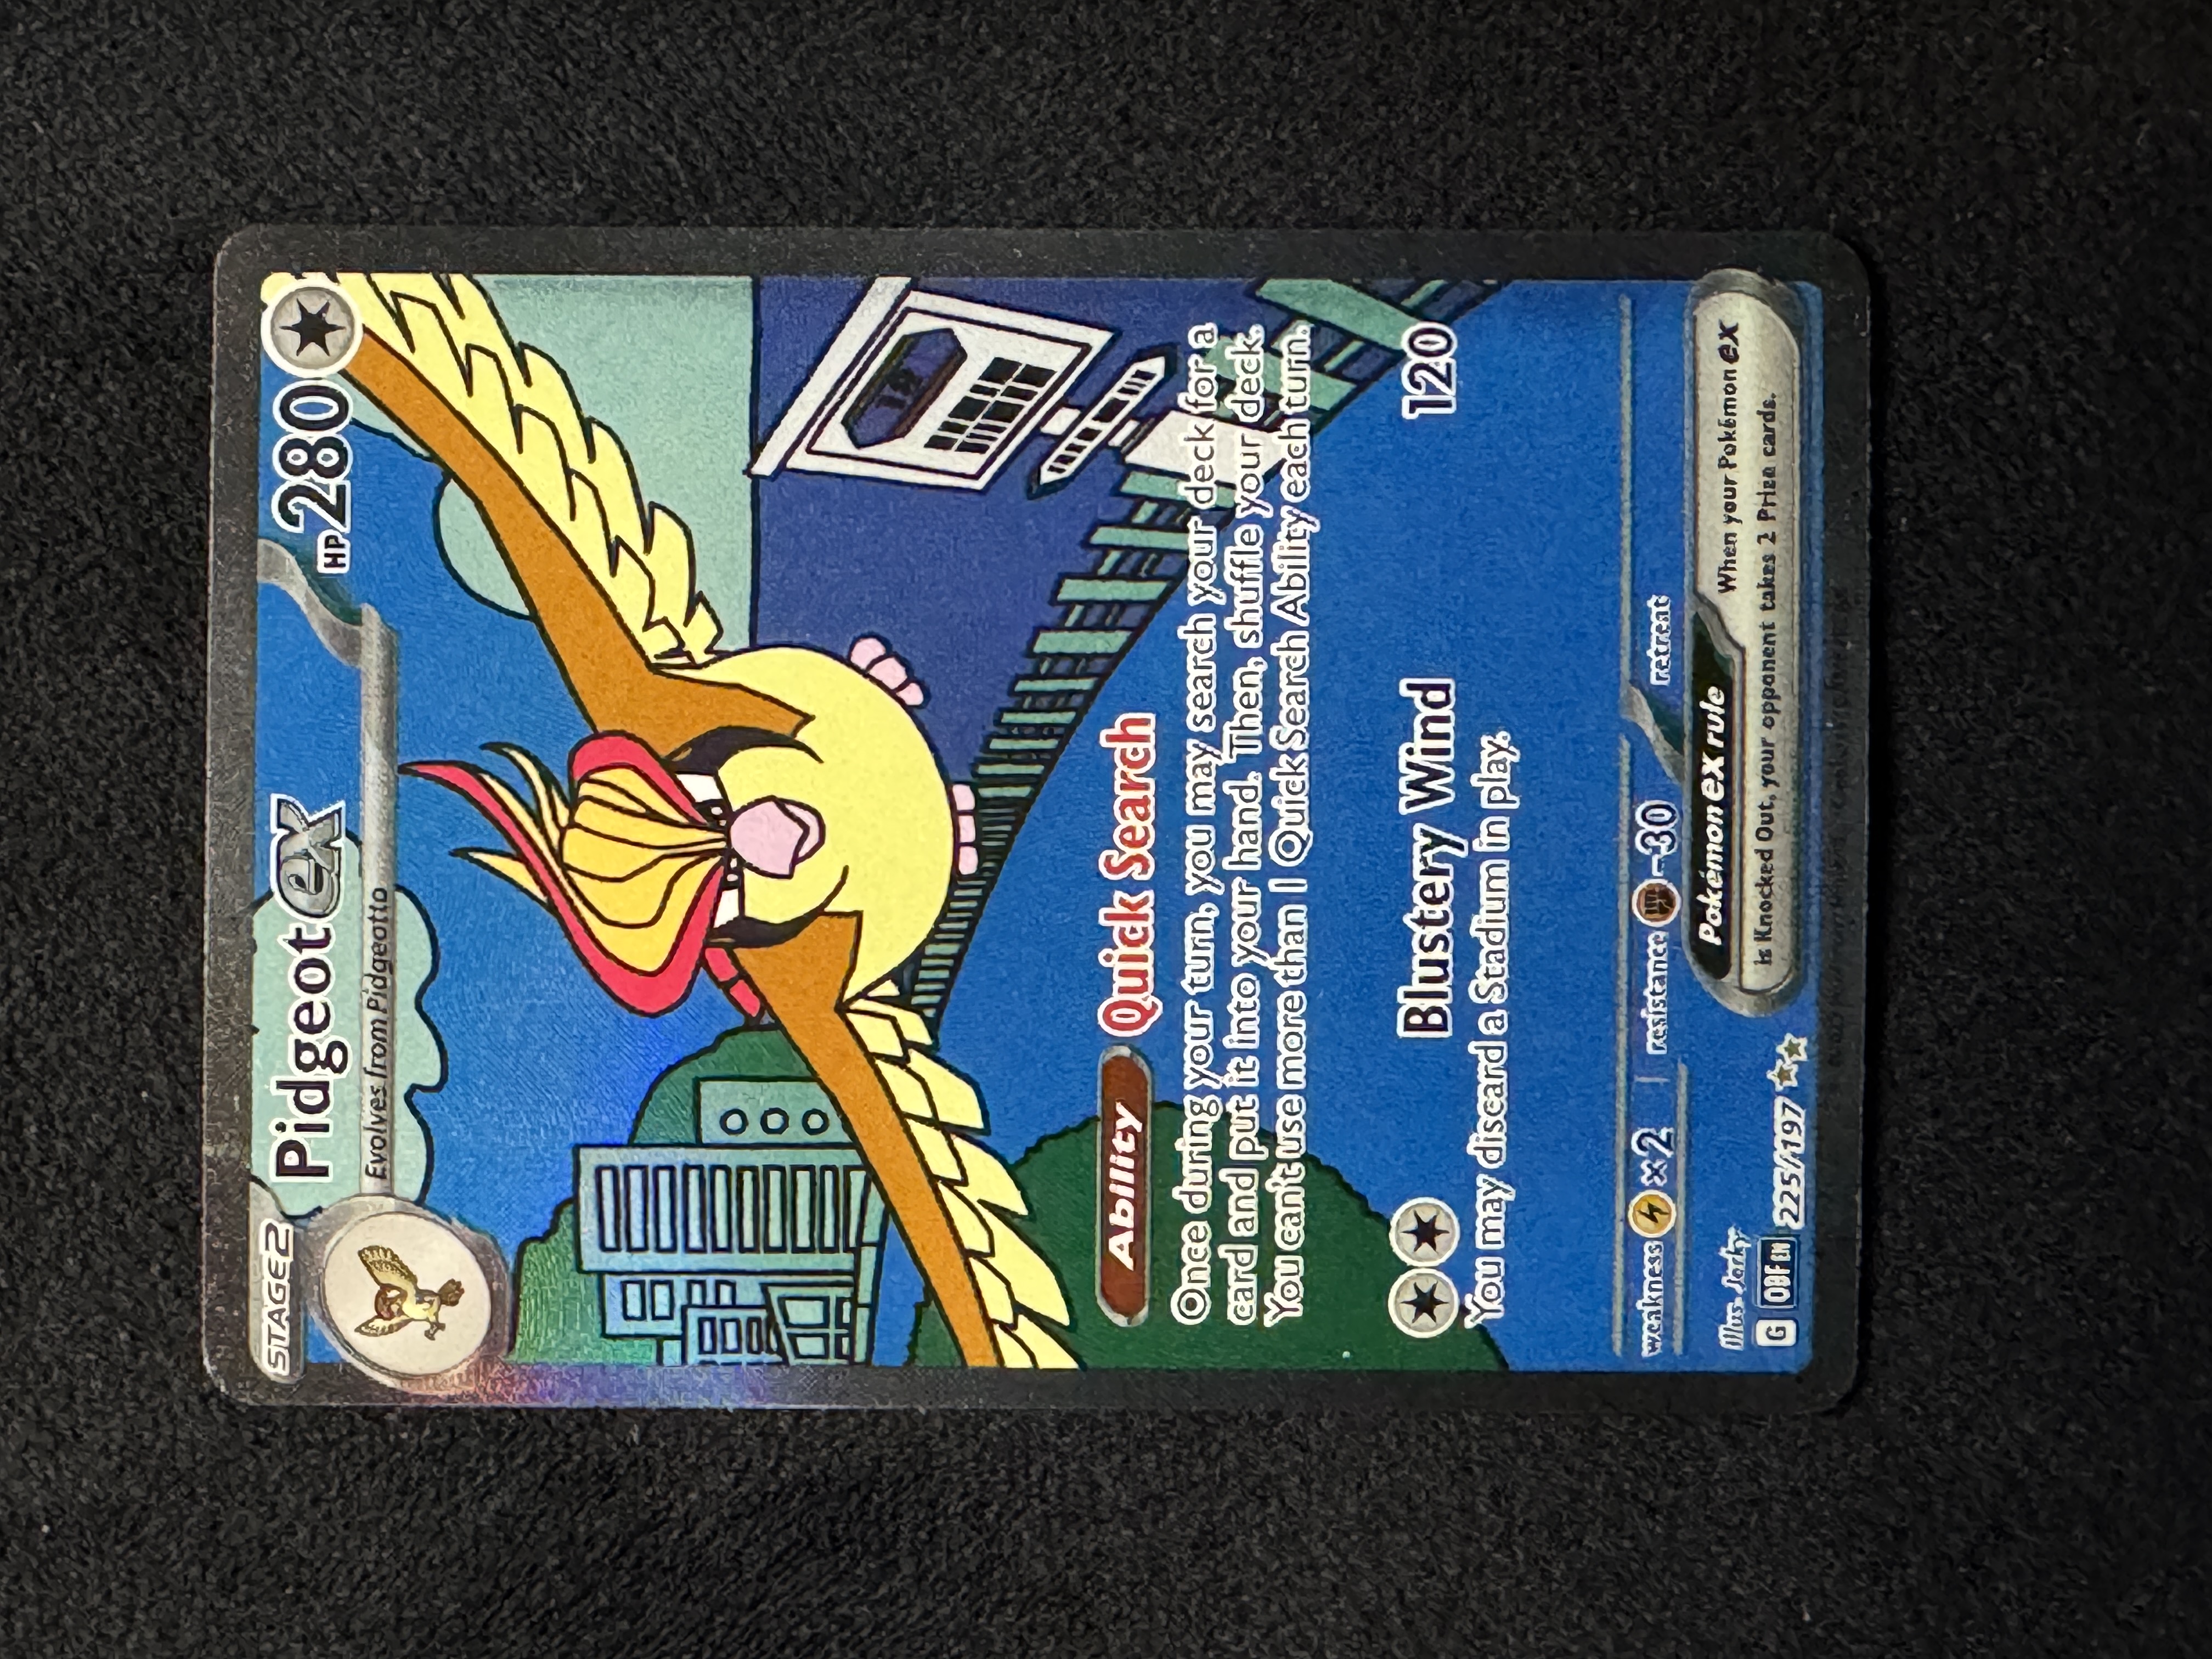 STAGE2
Pidgeot ex
HP 280
Evolves from Pidgeotto
Ability Quick Search
Once during your turn, you may search your deck for a
card and put it into your hand. Then, shuffle your deck.
You can't use more than 1 Quick Search Ability each turn.
Blustery Wind 120
You may discard a Stadium in play.
weakness ×2 resistance -30 retreat
Illus. Jerky
G OBF EN 225/197
Pokémon ex rule When your Pokémon ex
is Knocked Out, your opponent takes 2 Prize cards.